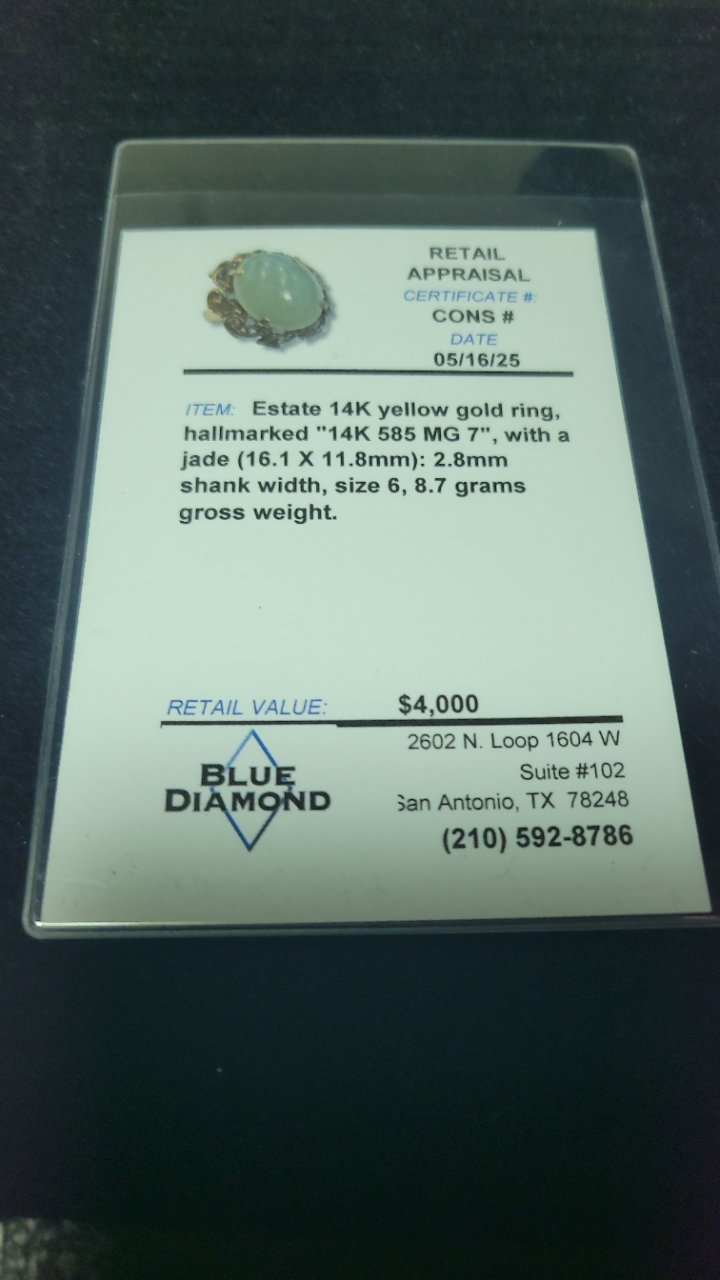 RETAIL
APPRAISAL
CERTIFICATE #:
CONS #
DATE
05/16/25
ITEM: Estate 14K yellow gold ring,
hallmarked "14K 585 MG 7", with a
jade (16.1 X 11.8mm): 2.8mm
shank width, size 6, 8.7 grams
gross weight.
RETAIL VALUE: $4,000
BLUE
DIAMOND
2602 N. Loop 1604 W
Suite #102
San Antonio, TX 78248
(210) 592-8786